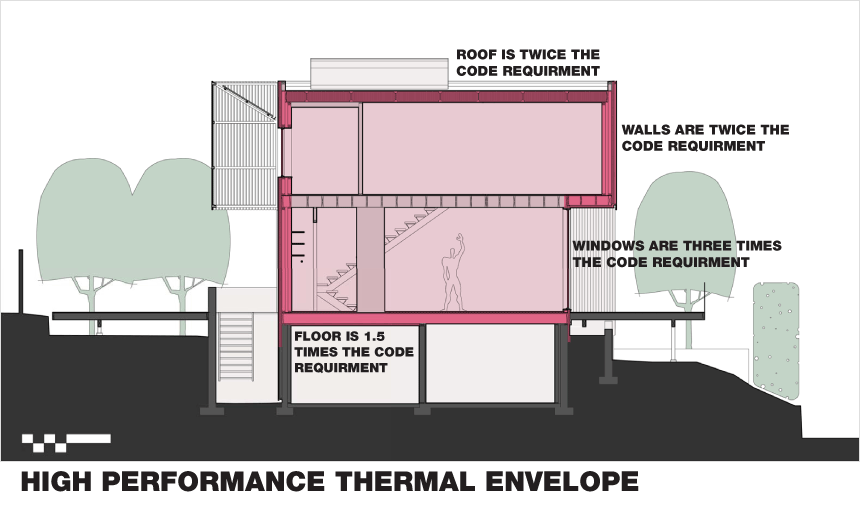 ROOF IS TWICE THE
CODE REQUIRMENT
WALLS ARE TWICE THE
CODE REQUIRMENT
WINDOWS ARE THREE TIMES
THE CODE REQUIRMENT
FLOOR IS 1.5
TIMES THE CODE
REQUIRMENT
HIGH PERFORMANCE THERMAL ENVELOPE